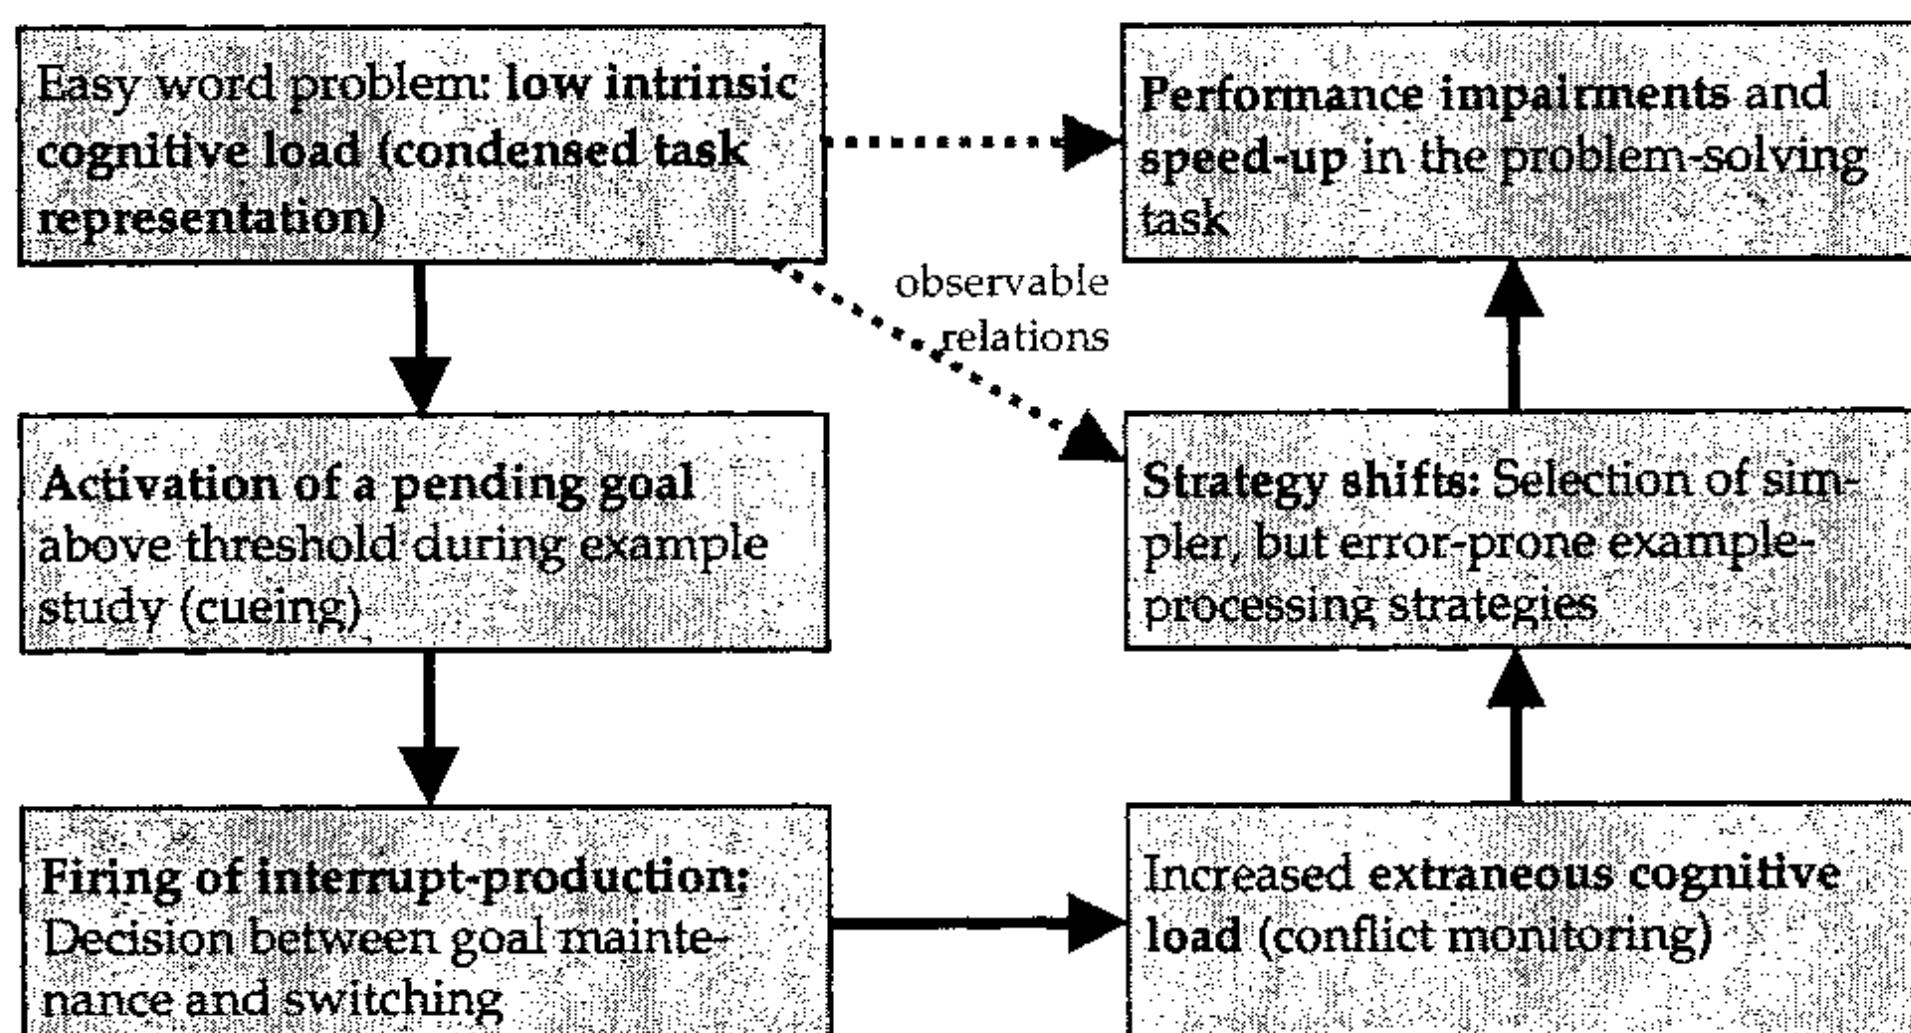 Easy word problem: low intrinsic
cognitive load (condensed task
representation)
Performance impairments and
speed-up in the problem-solving
task
observable
relations
Activation of a pending goal
above threshold during example
study (cueing)
Strategy shifts: Selection of sim-
pler, but error-prone example-
processing strategies
Firing of interrupt-production:
Decision between goal mainte-
nance and switching
Increased extraneous cognitive
load (conflict monitoring)